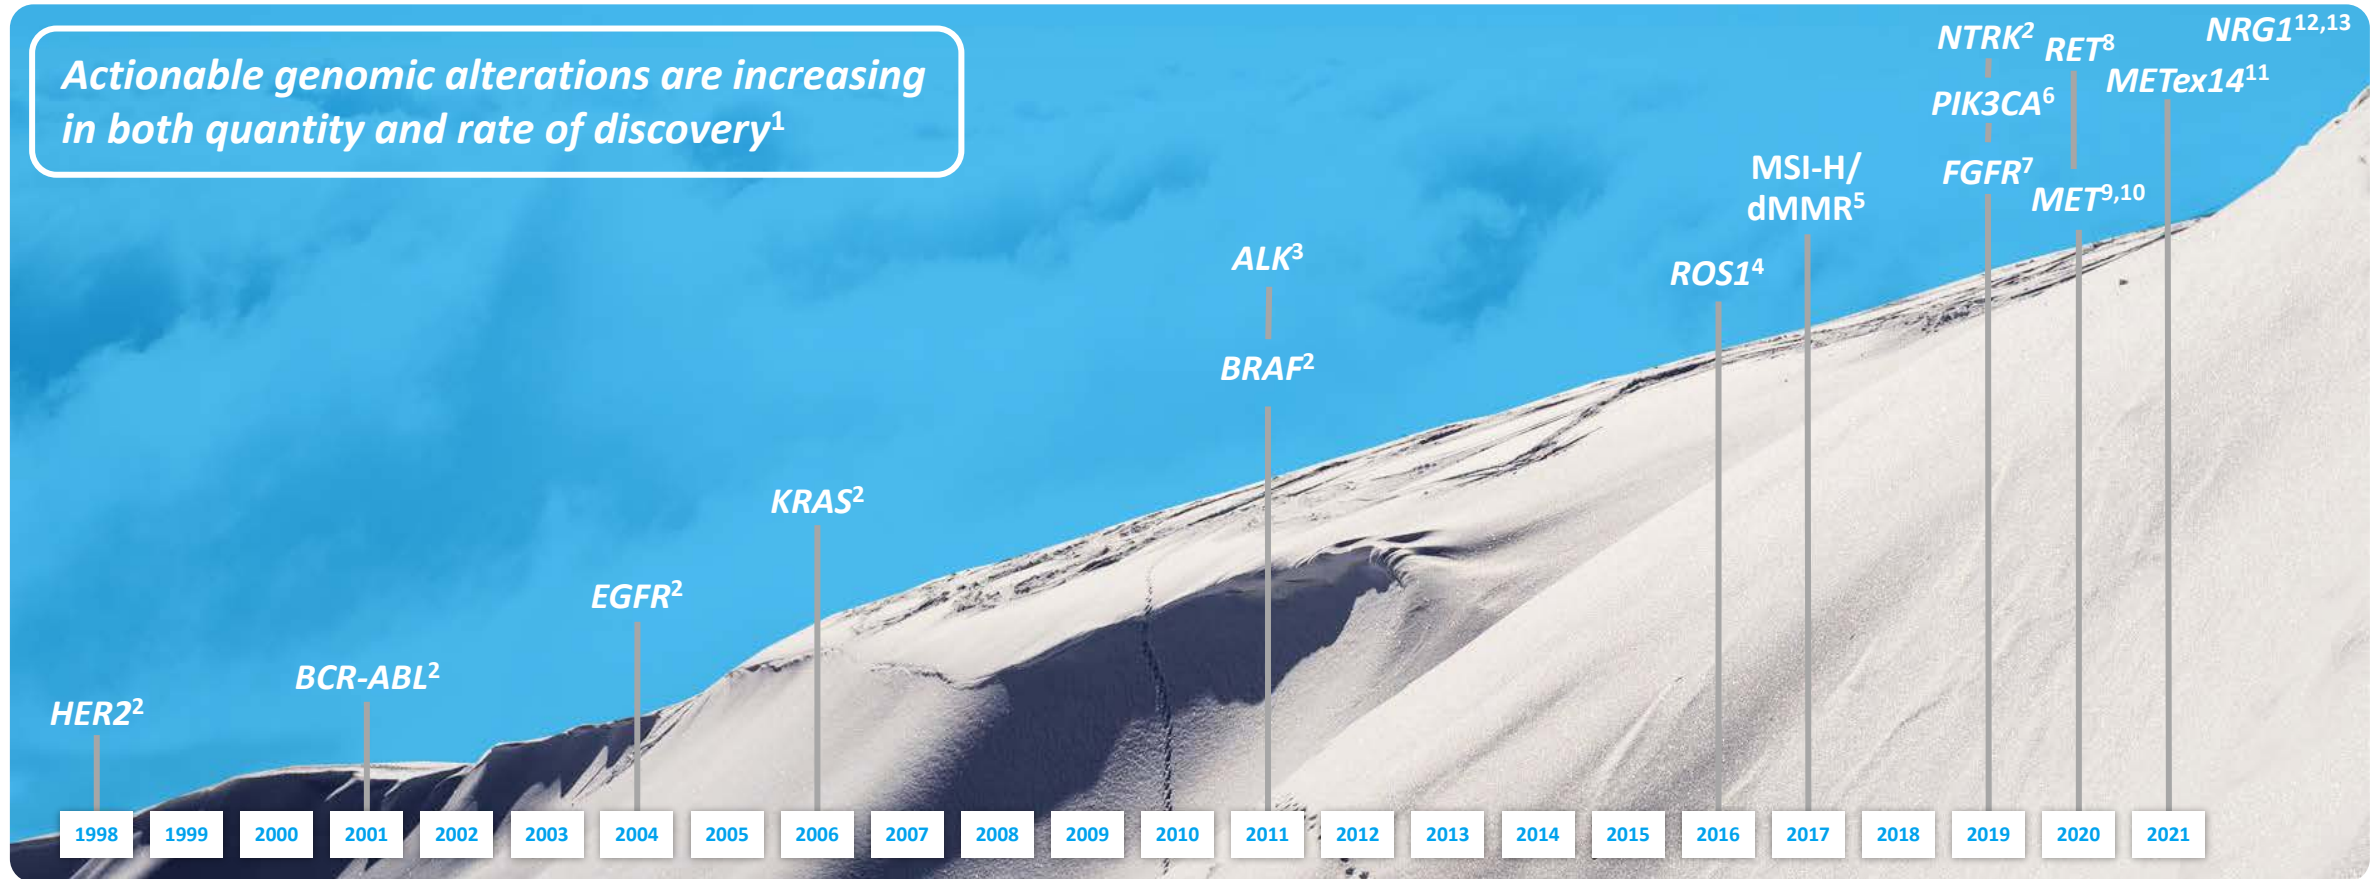 Actionable genomic alterations are increasing
in both quantity and rate of discovery1
HER2²
BCR-ABL²
EGFR²
KRAS²
ALK³
BRAF²
ROS1⁴
MSI-H/
dMMR⁵
NTRK²
PIK3CA⁶
FGFR⁷
RET⁸
MET⁹,¹⁰
METex14¹¹
NRG1¹²,¹³
1998 1999 2000 2001 2002 2003 2004 2005 2006 2007 2008 2009 2010 2011 2012 2013 2014 2015 2016 2017 2018 2019 2020 2021